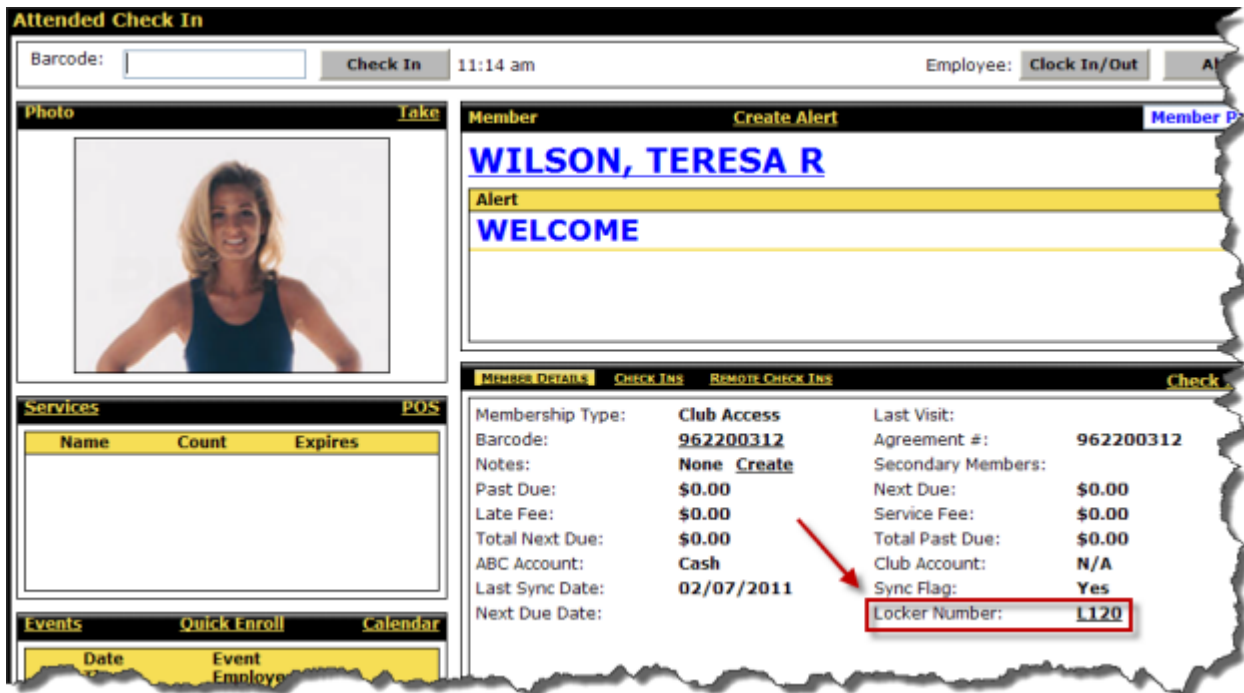 Attended Check In
Barcode: Check In 11:14 am Employee: Clock In/Out
Photo Take
Member Create Alert Member
WILSON, TERESA R
Alert
WELCOME
MEMBER DETAILS CHECK INS REMOTE CHECK INS Check
Membership Type: Club Access Last Visit:
Barcode: 962200312 Agreement #: 962200312
Notes: None Create Secondary Members:
Past Due: $0.00 Next Due: $0.00
Late Fee: $0.00 Service Fee: $0.00
Total Next Due: $0.00 Total Past Due: $0.00
ABC Account: Cash Club Account: N/A
Last Sync Date: 02/07/2011 Sync Flag: Yes
Next Due Date: Locker Number: L120
Services POS
Name Count Expires
Events Quick Enroll Calendar
Date Event